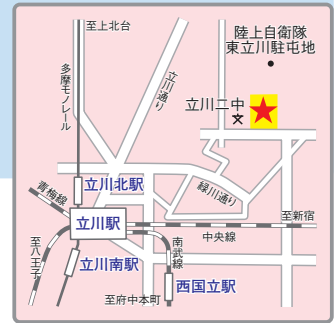 至上北台
陸上自衛隊
東立川駐屯地
多摩モノレール
立川通り
立川二中
文
立川北駅
緑川通り
青梅線
立川駅
至新宿
中央線
至八王子
立川南駅
南武線
西国立駅
至府中本町